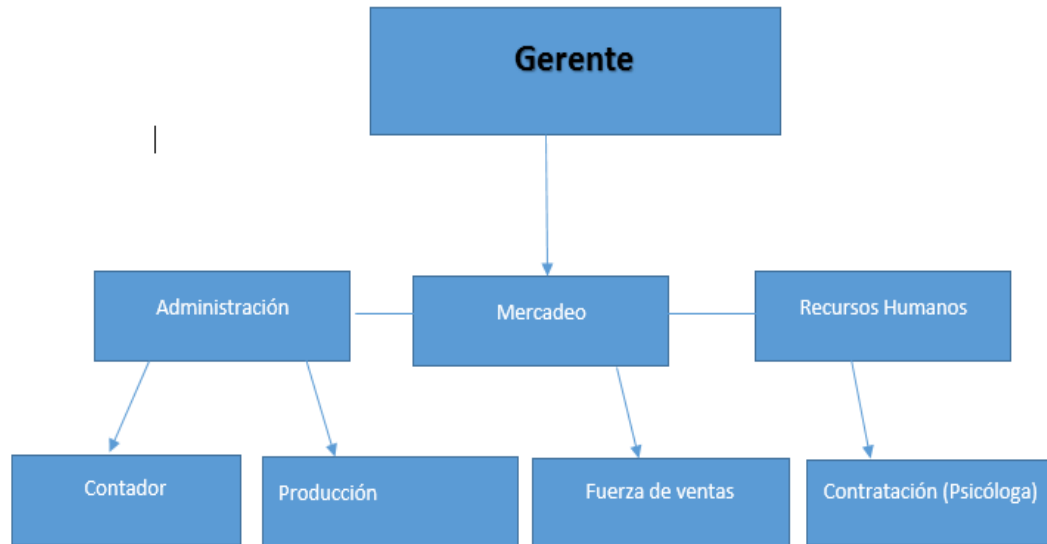 Gerente
Administración
Mercadeo
Recursos Humanos
Contador
Producción
Fuerza de ventas
Contratación (Psicóloga)